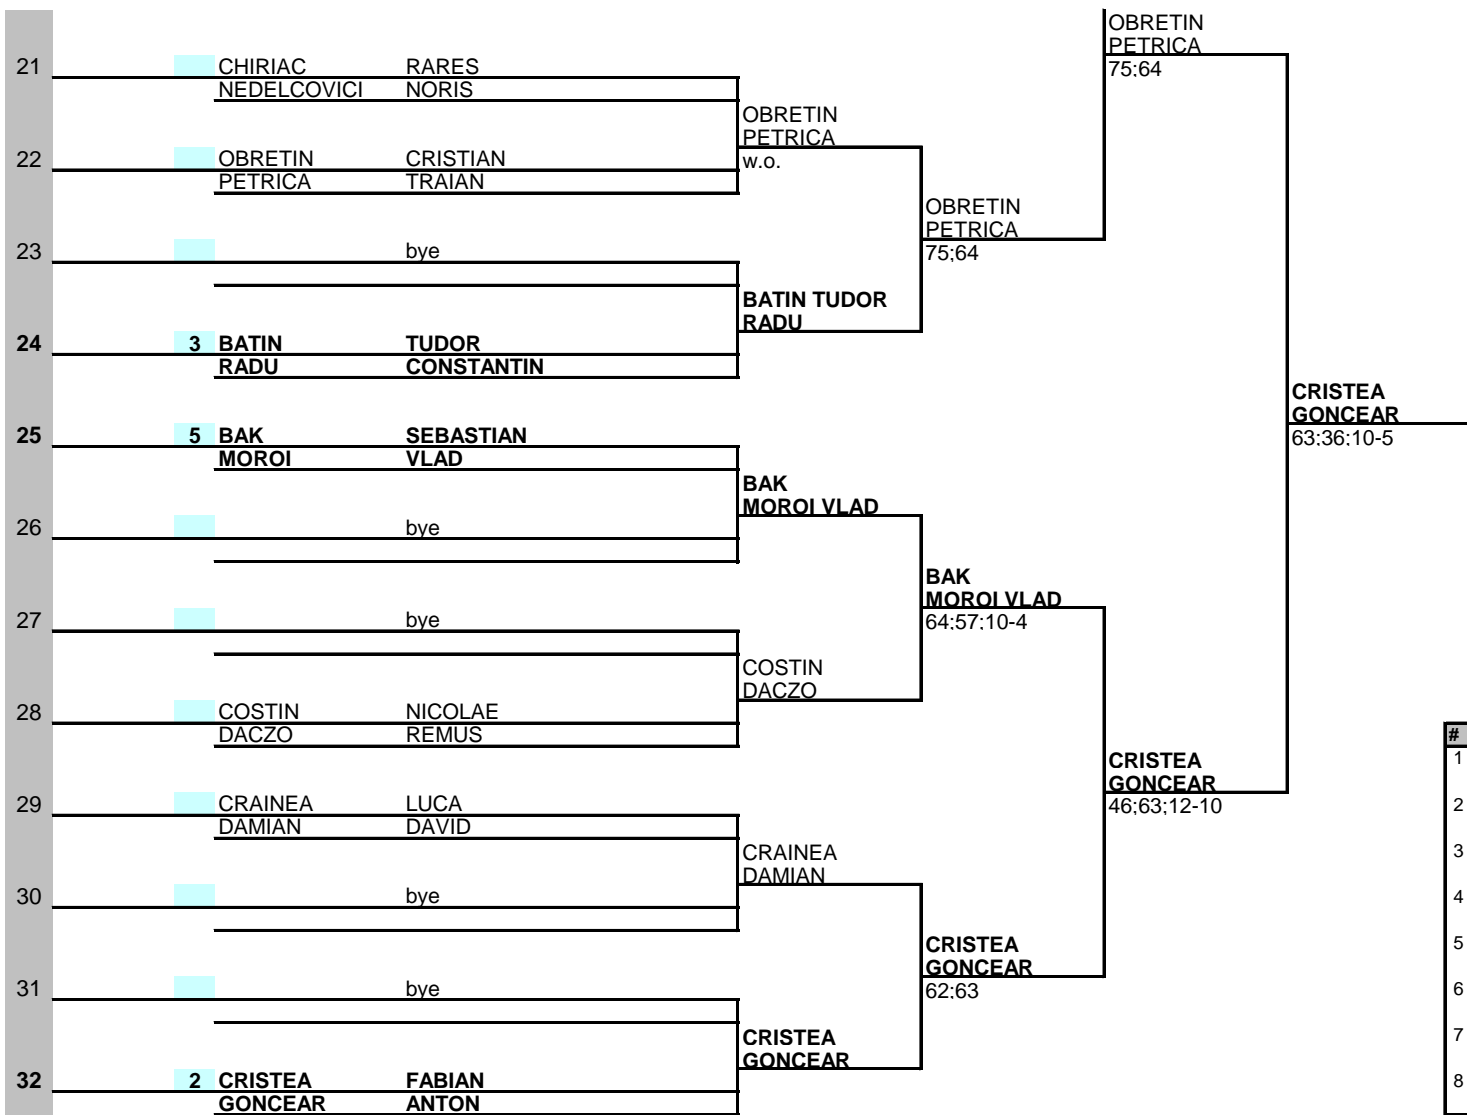 OBRETIN
PETRICA
75;64
21 CHIRIAC RARES
NEDELCOVICI NORIS
OBRETIN
PETRICA
w.o.
22 OBRETIN CRISTIAN
PETRICA TRAIAN
OBRETIN
PETRICA
75;64
23 bye
BATIN TUDOR
RADU
24 3 BATIN TUDOR
RADU CONSTANTIN
CRISTEA
GONCEAR
63;36;10-5
25 5 BAK SEBASTIAN
MOROI VLAD
BAK
MOROI VLAD
26 bye
BAK
MOROI VLAD
64;57;10-4
27 bye
COSTIN
DACZO
28 COSTIN NICOLAE
DACZO REMUS
CRISTEA
GONCEAR
46;63;12-10
29 CRAINEA LUCA
DAMIAN DAVID
CRAINEA
DAMIAN
30 bye
CRISTEA
GONCEAR
62;63
31 bye
CRISTEA
GONCEAR
32 2 CRISTEA FABIAN
GONCEAR ANTON
#
1
2
3
4
5
6
7
8